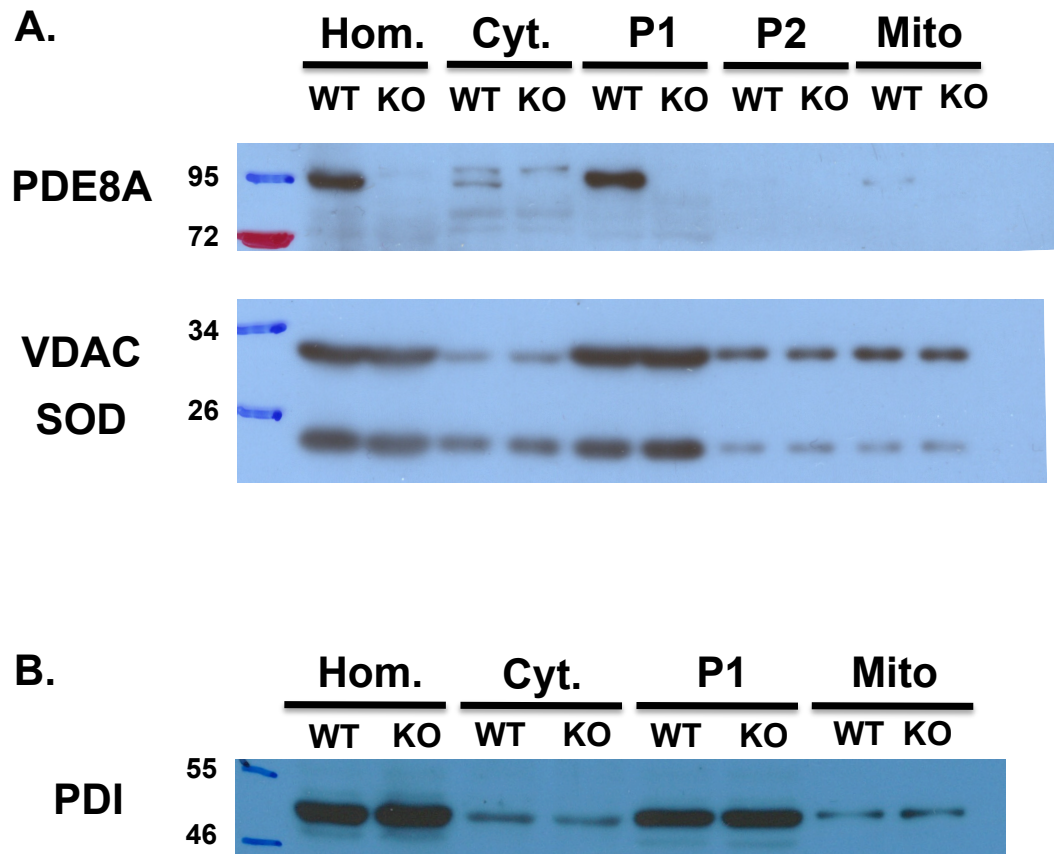 A.
Hom. Cyt. P1 P2 Mito
WT KO WT KO WT KO WT KO WT KO
PDE8A
95
72
VDAC
SOD
34
26
B.
Hom. Cyt. P1 Mito
WT KO WT KO WT KO WT KO
PDI
55
46